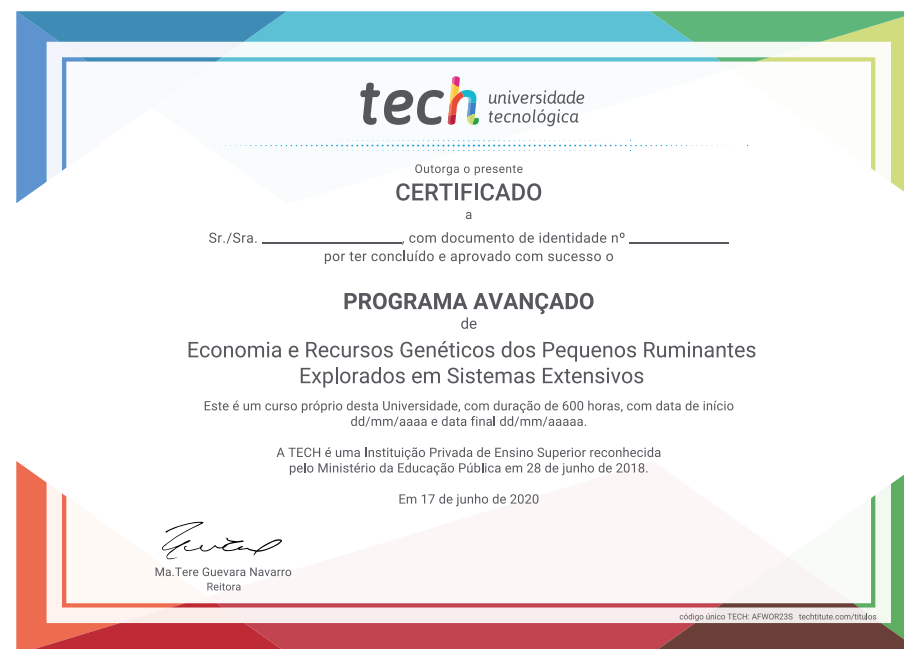 tech universidade
tecnológica
Outorga o presente
CERTIFICADO
a
Sr./Sra. ________________, com documento de identidade nº ____________
por ter concluído e aprovado com sucesso o
PROGRAMA AVANÇADO
de
Economia e Recursos Genéticos dos Pequenos Ruminantes
Explorados em Sistemas Extensivos
Este é um curso próprio desta Universidade, com duração de 600 horas, com data de início
dd/mm/aaaa e data final dd/mm/aaaaa.
A TECH é uma Instituição Privada de Ensino Superior reconhecida
pelo Ministério da Educação Pública em 28 de junho de 2018.
Em 17 de junho de 2020
Ma.Tere Guevara Navarro
Reitora
código único TECH: AFWOR23S techtitute.com/titulos